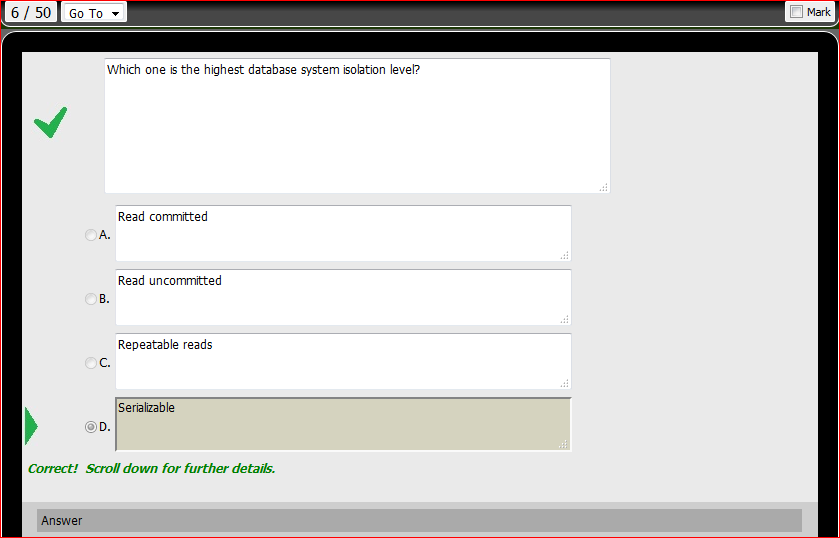 6 / 50 Go To Mark
Which one is the highest database system isolation level?
A. Read committed
B. Read uncommitted
C. Repeatable reads
D. Serializable
Correct! Scroll down for further details.
Answer